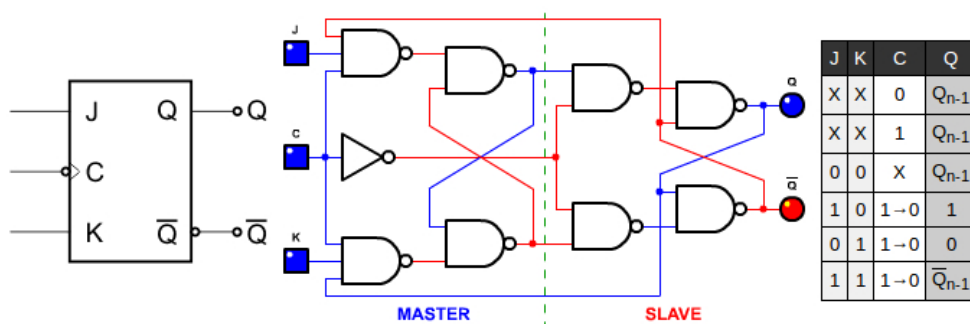 J Q Q
C
K Q̅ Q̅
J
C
K
Q
Q̅
MASTER SLAVE
J K C Q
X X 0 Qn-1
X X 1 Qn-1
0 0 X Qn-1
1 0 1→0 1
0 1 1→0 0
1 1 1→0 Q̅n-1